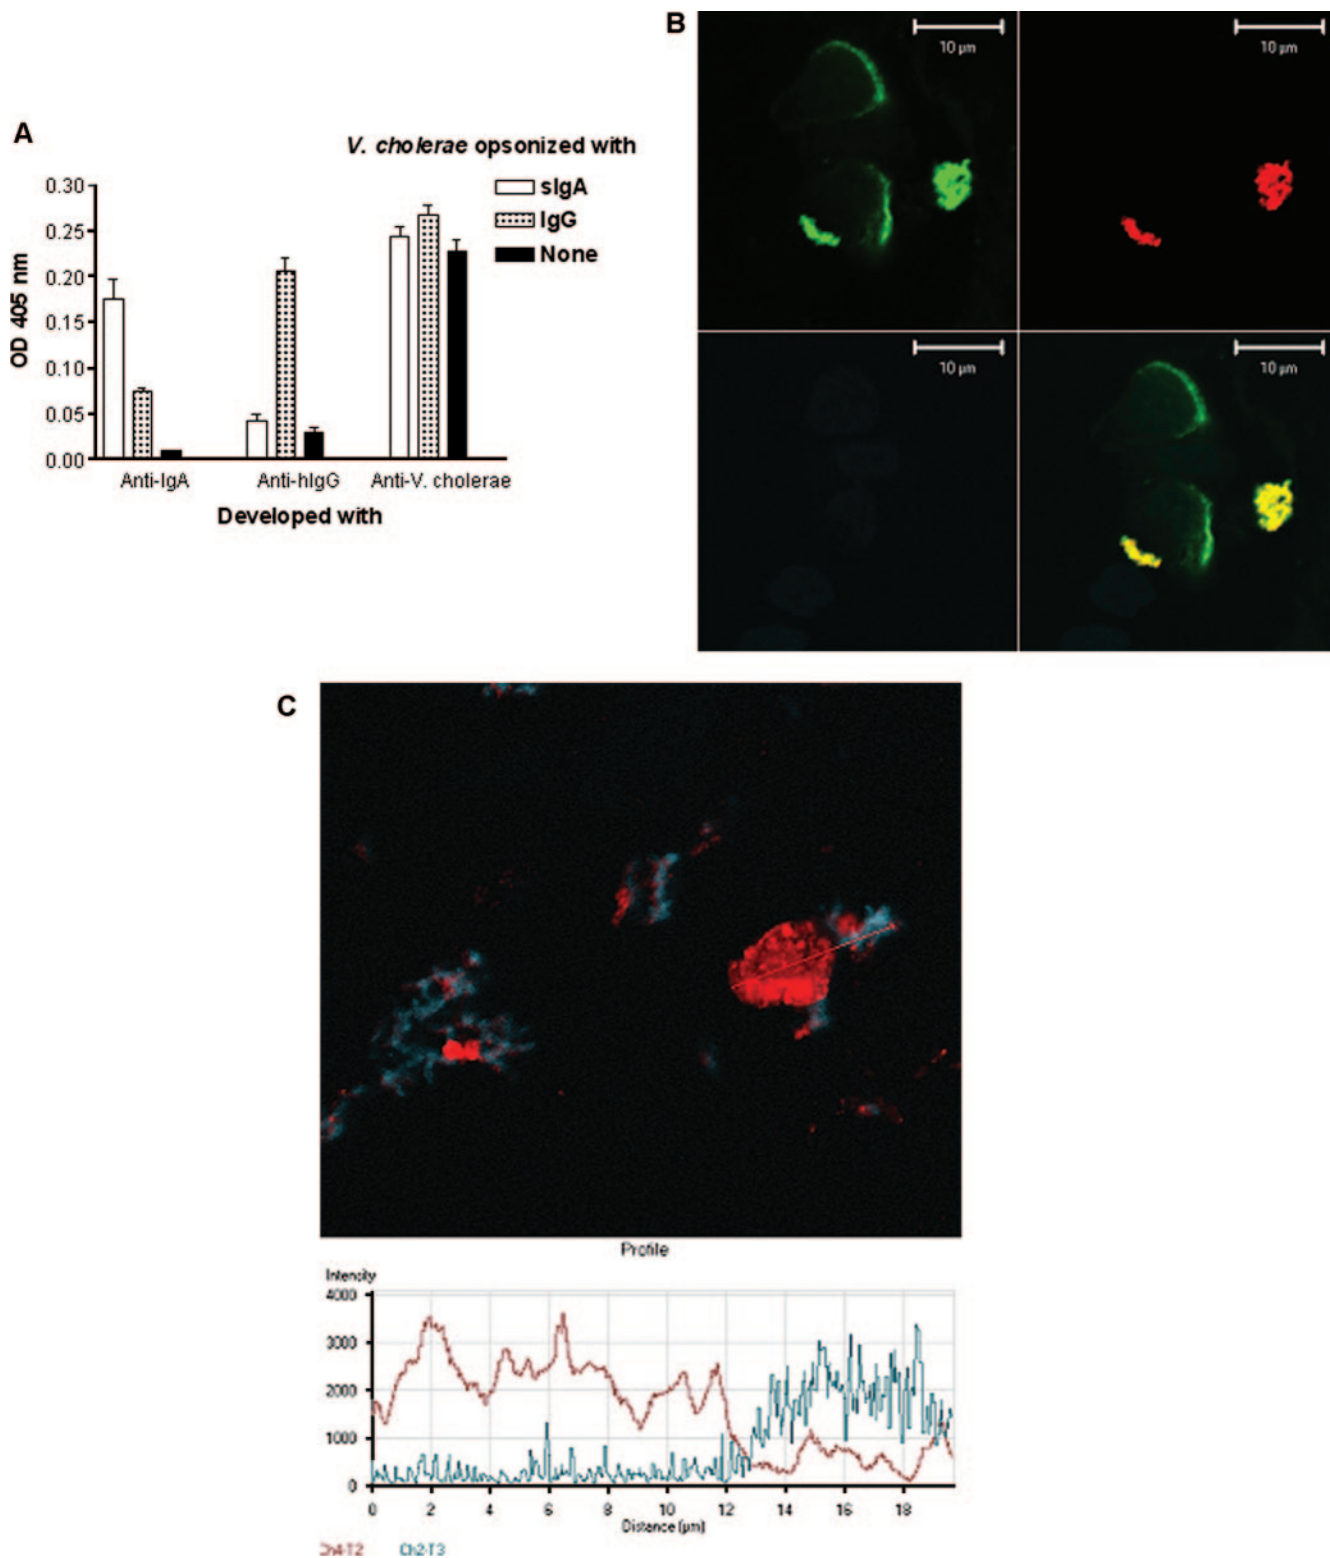 A
V. cholerae opsonized with
sIgA
IgG
None
OD 405 nm
0.30
0.25
0.20
0.15
0.10
0.05
0.00
Anti-IgA Anti-hIgG Anti-V. cholerae
Developed with
B
10 µm
10 µm
10 µm
10 µm
C
Profile
Intensity
4000
3000
2000
1000
0
0 2 4 6 8 10 12 14 16 18
Distance (µm)
Ch4-T2 Ch2-T3